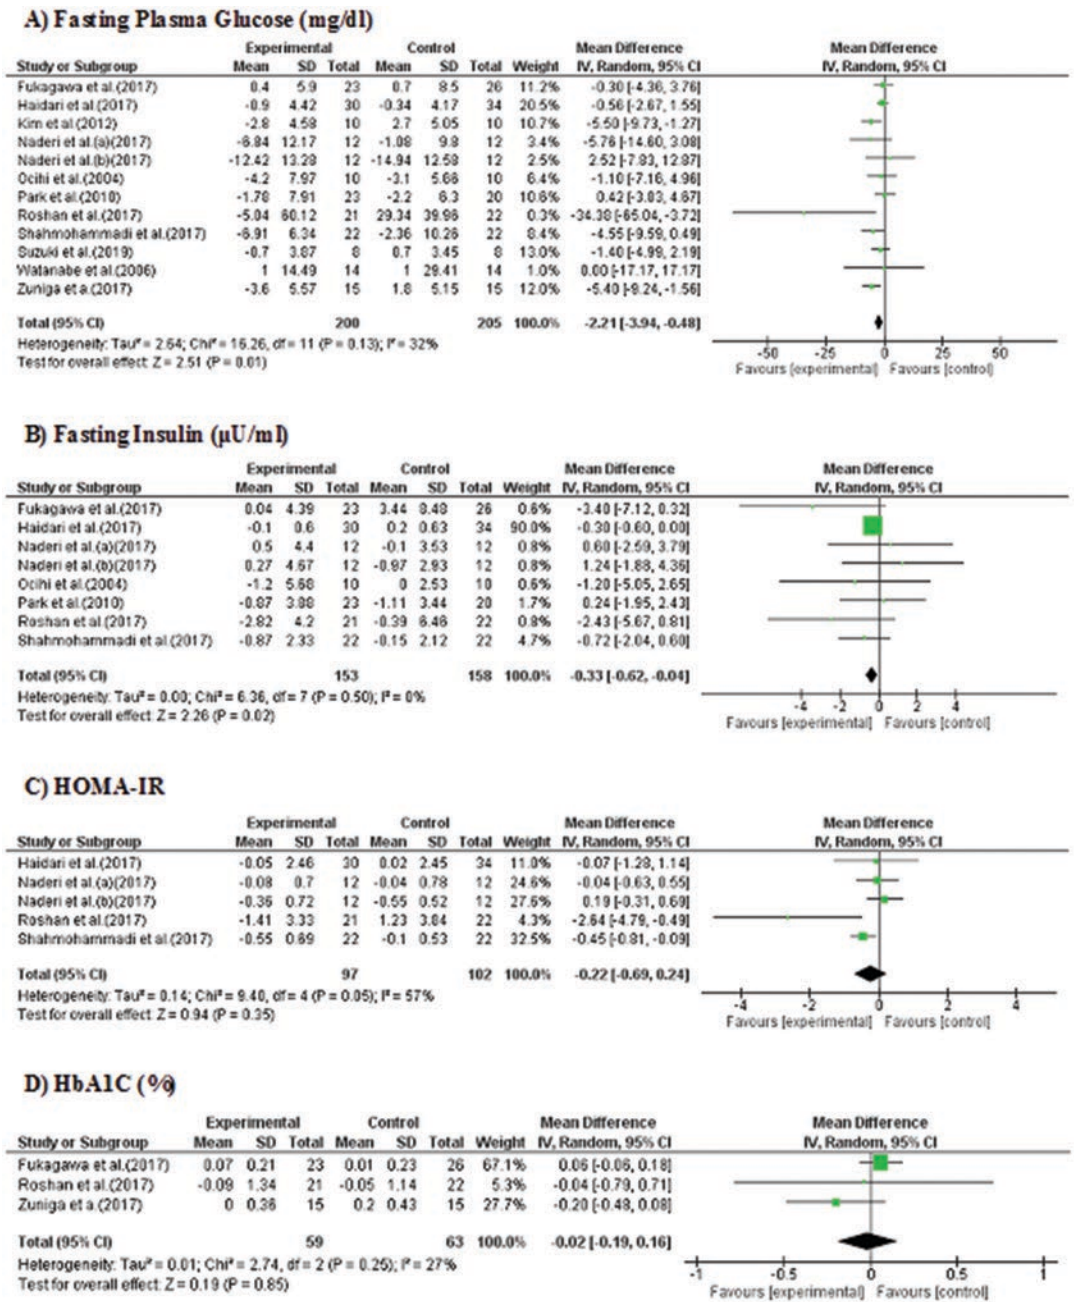 A) Fasting Plasma Glucose (mg/dl)
Experimental Control Mean Difference Mean Difference
Study or Subgroup Mean SD Total Mean SD Total Weight IV, Random, 95% CI IV, Random, 95% CI
Fukagawa et al.(2017) 0.4 5.9 23 0.7 8.5 26 11.2% -0.30 [-4.36, 3.76]
Haidari et al.(2017) -0.9 4.42 30 -0.34 4.17 34 20.5% -0.56 [-2.67, 1.55]
Kim et al.(2012) -2.8 4.58 10 2.7 5.05 10 10.7% -5.50 [-9.73, -1.27]
Naderi et al.(a)(2017) -6.84 12.17 12 -1.08 9.8 12 3.4% -5.76 [-14.60, 3.08]
Naderi et al.(b)(2017) -12.42 13.28 12 -14.94 12.58 12 2.5% 2.52 [-7.83, 12.87]
Ocihi et al.(2004) -4.2 7.97 10 -3.1 5.66 10 6.4% -1.10 [-7.16, 4.96]
Park et al.(2010) -1.78 7.91 23 -2.2 6.3 20 10.6% 0.42 [-3.83, 4.67]
Roshan et al.(2017) -5.04 60.12 21 29.34 39.96 22 0.3% -34.38 [-65.04, -3.72]
Shahmohammadi et al.(2017) -6.91 6.34 22 -2.36 10.26 22 8.4% -4.55 [-9.59, 0.49]
Suzuki et al.(2019) -0.7 3.87 8 0.7 3.45 8 13.0% -1.40 [-4.99, 2.19]
Watanabe et al.(2006) 1 14.49 14 1 29.41 14 1.0% 0.00 [-17.17, 17.17]
Zuniga et a.(2017) -3.6 5.57 15 1.8 5.15 15 12.0% -5.40 [-9.24, -1.56]
Total (95% CI) 200 205 100.0% -2.21 [-3.94, -0.48]
Heterogeneity: Tau² = 2.64; Chi² = 16.26, df = 11 (P = 0.13); I² = 32%
Test for overall effect: Z = 2.51 (P = 0.01)
-50 -25 0 25 50
Favours [experimental] Favours [control]
B) Fasting Insulin (μU/ml)
Experimental Control Mean Difference Mean Difference
Study or Subgroup Mean SD Total Mean SD Total Weight IV, Random, 95% CI IV, Random, 95% CI
Fukagawa et al.(2017) 0.04 4.39 23 3.44 8.48 26 0.6% -3.40 [-7.12, 0.32]
Haidari et al.(2017) -0.1 0.6 30 0.2 0.63 34 90.0% -0.30 [-0.60, 0.00]
Naderi et al.(a)(2017) 0.5 4.4 12 -0.1 3.53 12 0.8% 0.60 [-2.59, 3.79]
Naderi et al.(b)(2017) 0.27 4.67 12 -0.97 2.93 12 0.8% 1.24 [-1.88, 4.36]
Ocihi et al.(2004) -1.2 5.68 10 0 2.53 10 0.6% -1.20 [-5.05, 2.65]
Park et al.(2010) -0.87 3.88 23 -1.11 3.44 20 1.7% 0.24 [-1.95, 2.43]
Roshan et al.(2017) -2.82 4.2 21 -0.39 6.46 22 0.8% -2.43 [-5.67, 0.81]
Shahmohammadi et al.(2017) -0.87 2.33 22 -0.15 2.12 22 4.7% -0.72 [-2.04, 0.60]
Total (95% CI) 153 158 100.0% -0.33 [-0.62, -0.04]
Heterogeneity: Tau² = 0.00; Chi² = 6.36, df = 7 (P = 0.50); I² = 0%
Test for overall effect: Z = 2.26 (P = 0.02)
-4 -2 0 2 4
Favours [experimental] Favours [control]
C) HOMA-IR
Experimental Control Mean Difference Mean Difference
Study or Subgroup Mean SD Total Mean SD Total Weight IV, Random, 95% CI IV, Random, 95% CI
Haidari et al.(2017) -0.05 2.46 30 0.02 2.45 34 11.0% -0.07 [-1.28, 1.14]
Naderi et al.(a)(2017) -0.08 0.7 12 -0.04 0.78 12 24.6% -0.04 [-0.63, 0.55]
Naderi et al.(b)(2017) -0.36 0.72 12 -0.55 0.52 12 27.6% 0.19 [-0.31, 0.69]
Roshan et al.(2017) -1.41 3.33 21 1.23 3.84 22 4.3% -2.64 [-4.79, -0.49]
Shahmohammadi et al.(2017) -0.55 0.69 22 -0.1 0.53 22 32.5% -0.45 [-0.81, -0.09]
Total (95% CI) 97 102 100.0% -0.22 [-0.69, 0.24]
Heterogeneity: Tau² = 0.14; Chi² = 9.40, df = 4 (P = 0.05); I² = 57%
Test for overall effect: Z = 0.94 (P = 0.35)
-4 -2 0 2 4
Favours [experimental] Favours [control]
D) HbA1C (%)
Experimental Control Mean Difference Mean Difference
Study or Subgroup Mean SD Total Mean SD Total Weight IV, Random, 95% CI IV, Random, 95% CI
Fukagawa et al.(2017) 0.07 0.21 23 0.01 0.23 26 67.1% 0.06 [-0.06, 0.18]
Roshan et al.(2017) -0.09 1.34 21 -0.05 1.14 22 5.3% -0.04 [-0.79, 0.71]
Zuniga et a.(2017) 0 0.36 15 0.2 0.43 15 27.7% -0.20 [-0.48, 0.08]
Total (95% CI) 59 63 100.0% -0.02 [-0.19, 0.16]
Heterogeneity: Tau² = 0.01; Chi² = 2.74, df = 2 (P = 0.25); I² = 27%
Test for overall effect: Z = 0.19 (P = 0.85)
-1 -0.5 0 0.5 1
Favours [experimental] Favours [control]